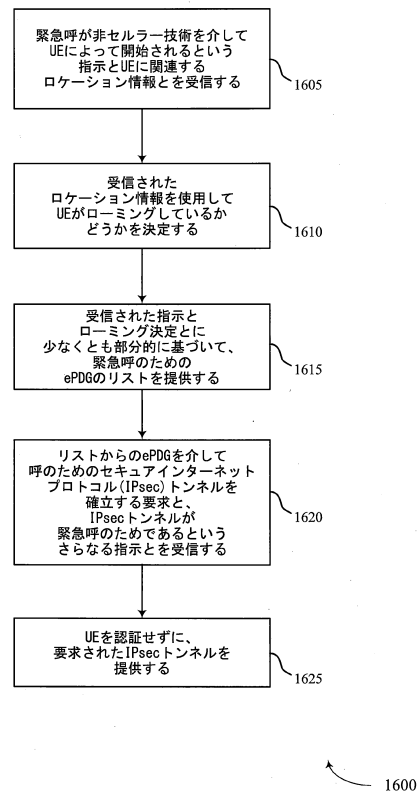 緊急呼が非セルラー技術を介して
UEによって開始されるという
指示とUEに関連する
ロケーション情報とを受信する
1605
受信された
ロケーション情報を使用して
UEがローミングしているか
どうかを決定する
1610
受信された指示と
ローミング決定とに
少なくとも部分的に基づいて、
緊急呼のための
ePDGのリストを提供する
1615
リストからのePDGを介して
呼のためのセキュアインターネット
プロトコル(IPsec)トンネルを
確立する要求と、
IPsecトンネルが
緊急呼のためであるという
さらなる指示とを受信する
1620
UEを認証せずに、
要求されたIPsecトンネルを
提供する
1625
1600